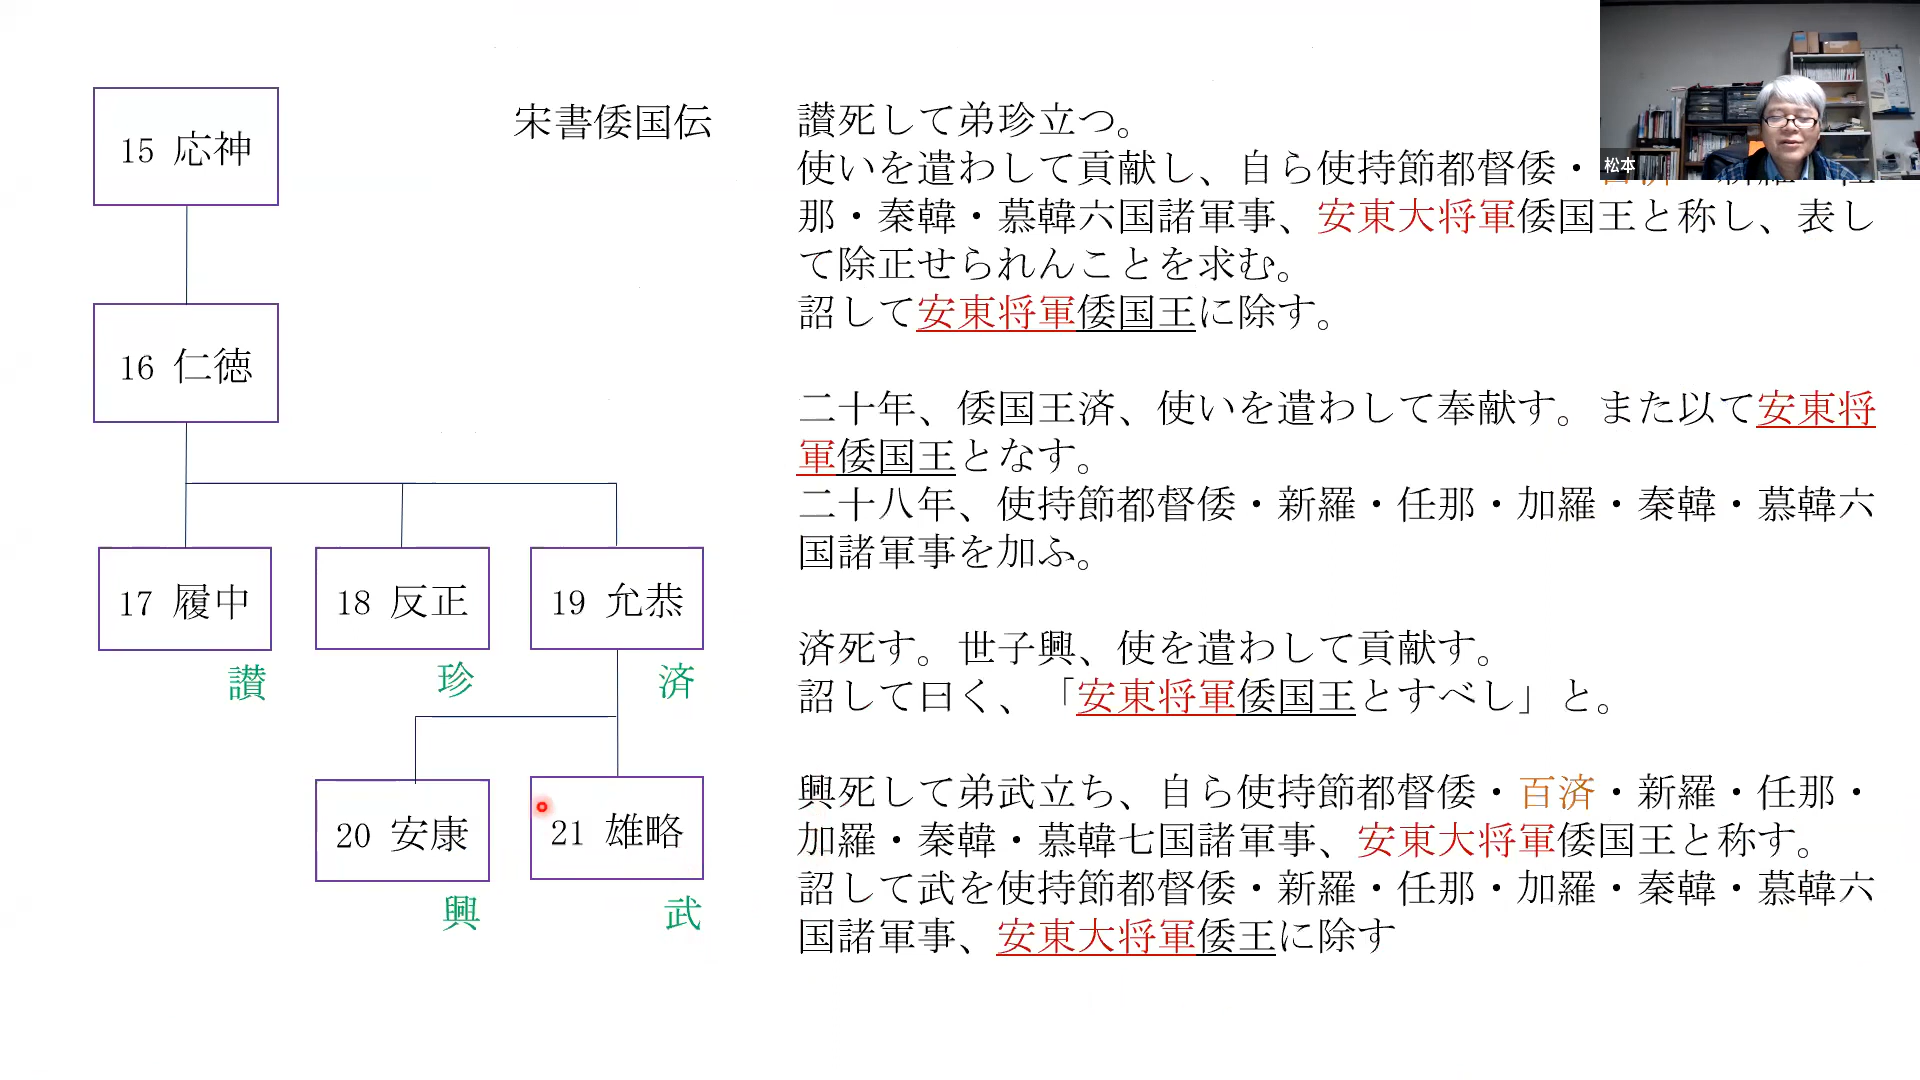 15 応神
16 仁徳
17 履中
18 反正
19 允恭
讃
珍
済
20 安康
21 雄略
興
武
宋書倭国伝
讃死して弟珍立つ。
使いを遣わして貢献し、自ら使持節都督倭・
那・秦韓・慕韓六国諸軍事、安東大将軍倭国王と称し、表し
て除正せられんことを求む。
詔して安東将軍倭国王に除す。
二十年、倭国王済、使いを遣わして奉献す。また以て安東将
軍倭国王となす。
二十八年、使持節都督倭・新羅・任那・加羅・秦韓・慕韓六
国諸軍事を加ふ。
済死す。世子興、使を遣わして貢献す。
詔して曰く、「安東将軍倭国王とすべし」と。
興死して弟武立ち、自ら使持節都督倭・百済・新羅・任那・
加羅・秦韓・慕韓七国諸軍事、安東大将軍倭国王と称す。
詔して武を使持節都督倭・新羅・任那・加羅・秦韓・慕韓六
国諸軍事、安東大将軍倭王に除す
松本